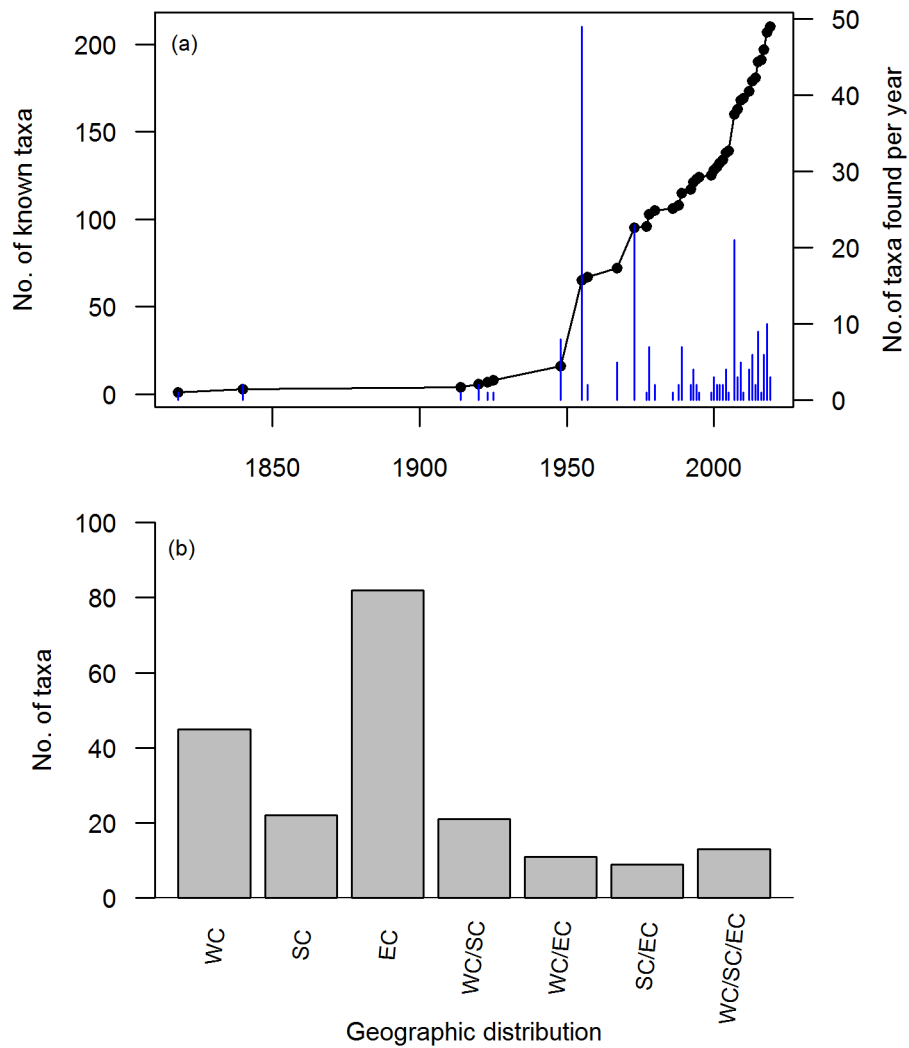 (a)
No. of known taxa
200
150
100
50
0
No.of taxa found per year
50
40
30
20
10
0
1850 1900 1950 2000
(b)
No. of taxa
100
80
60
40
20
0
WC SC EC WC/SC WC/EC SC/EC WC/SC/EC
Geographic distribution